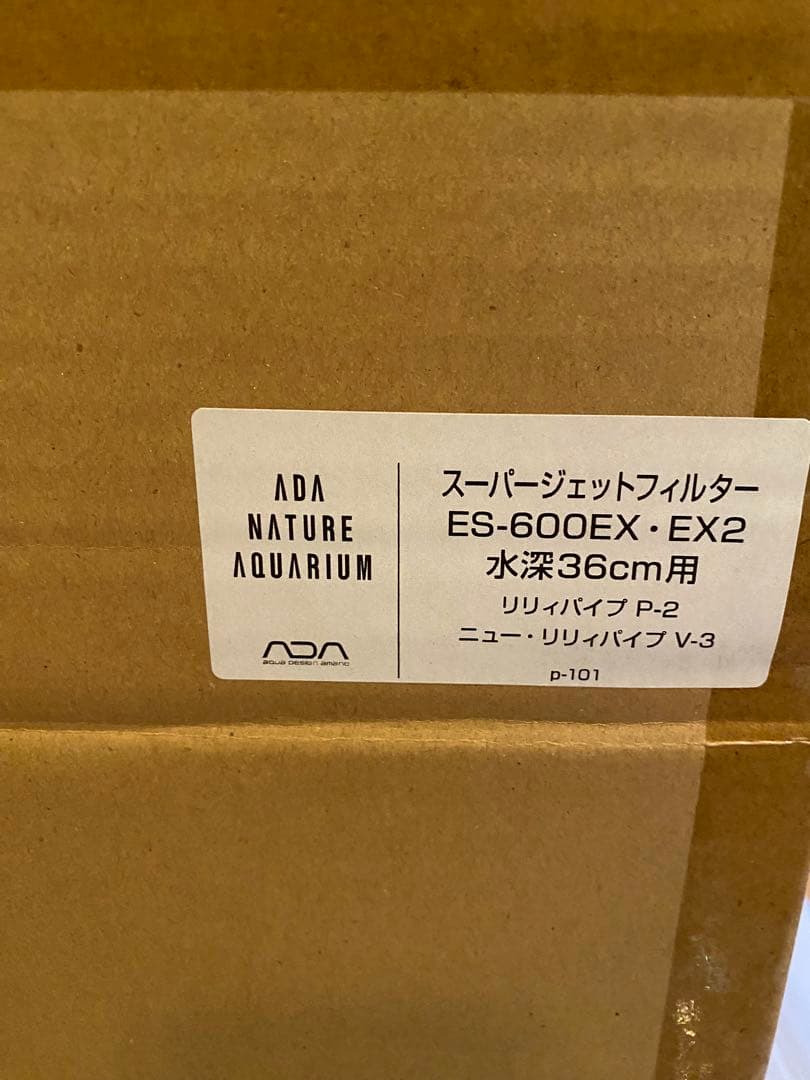 ADA
NATURE
AQUARIUM
ADA
aqua design amano
スーパージェットフィルター
ES-600EX・EX2
水深36cm用
リリィパイプ P-2
ニュー・リリィパイプ V-3
p-101